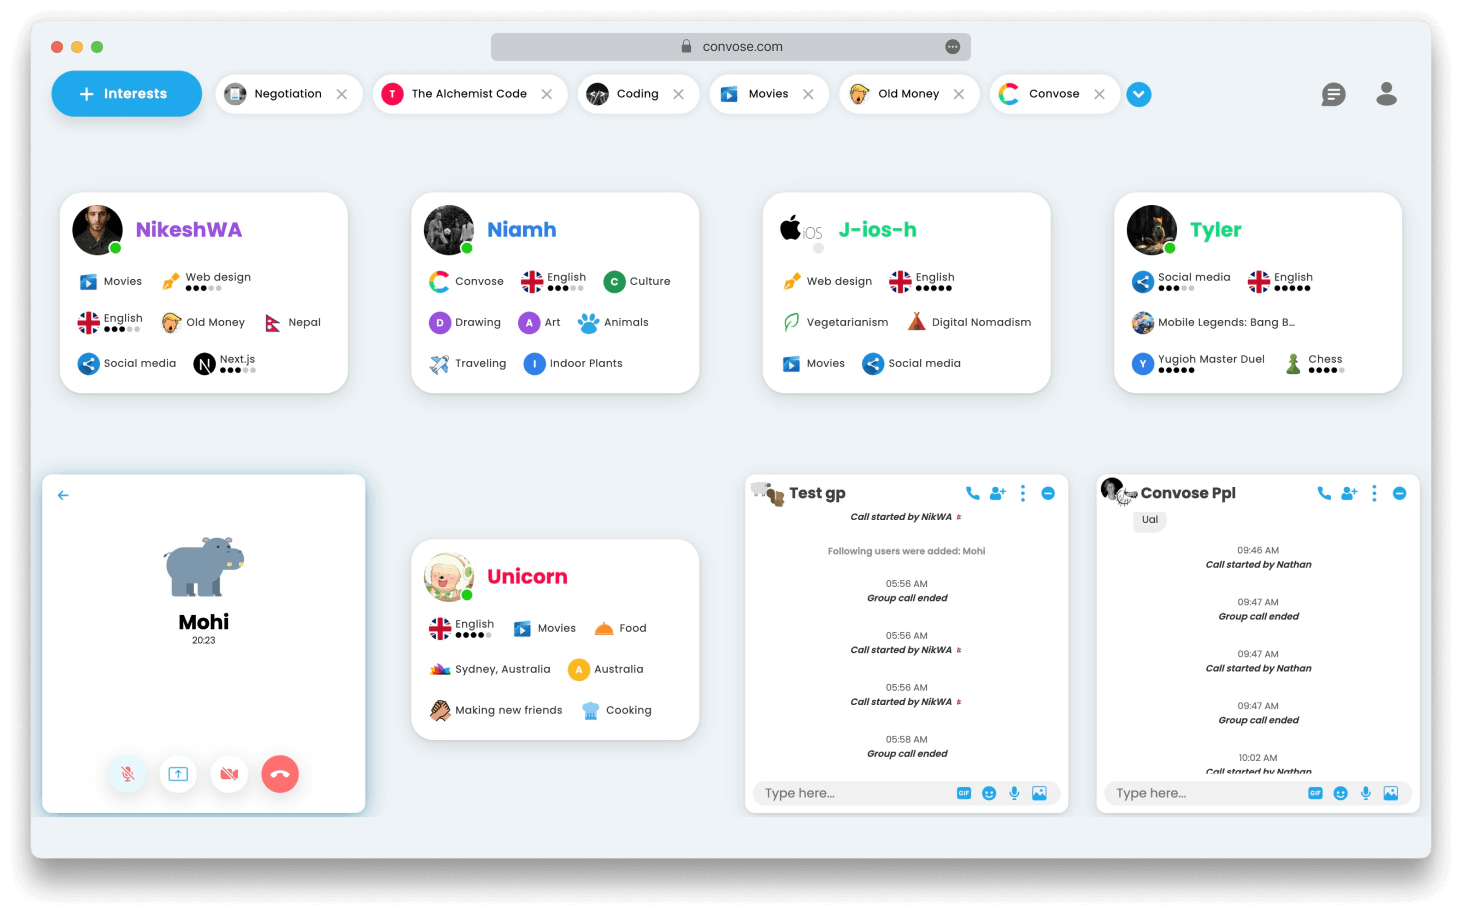 convose.com
+ Interests
Negotiation
T The Alchemist Code
Coding
Movies
Old Money
Convose
NikeshWA
Movies
Web design
English
Old Money
Nepal
Social media
N Next.js
Niamh
Convose
English
C Culture
D Drawing
A Art
Animals
Traveling
I Indoor Plants
iOS
J-ios-h
Web design
English
Vegetarianism
Digital Nomadism
Movies
Social media
Tyler
Social media
English
Mobile Legends: Bang B...
Y Yugioh Master Duel
Chess
Mohi
20:23
Unicorn
English
Movies
Food
Sydney, Australia
A Australia
Making new friends
Cooking
Test gp
Call started by NikWA
Following users were added: Mohi
05:56 AM
Group call ended
05:56 AM
Call started by NikWA
05:56 AM
Call started by NikWA
05:58 AM
Group call ended
Type here...
GIF
Convose Ppl
Ual
09:46 AM
Call started by Nathan
09:47 AM
Group call ended
09:47 AM
Call started by Nathan
09:47 AM
Group call ended
10:02 AM
Call started by Nathan
Type here...
GIF